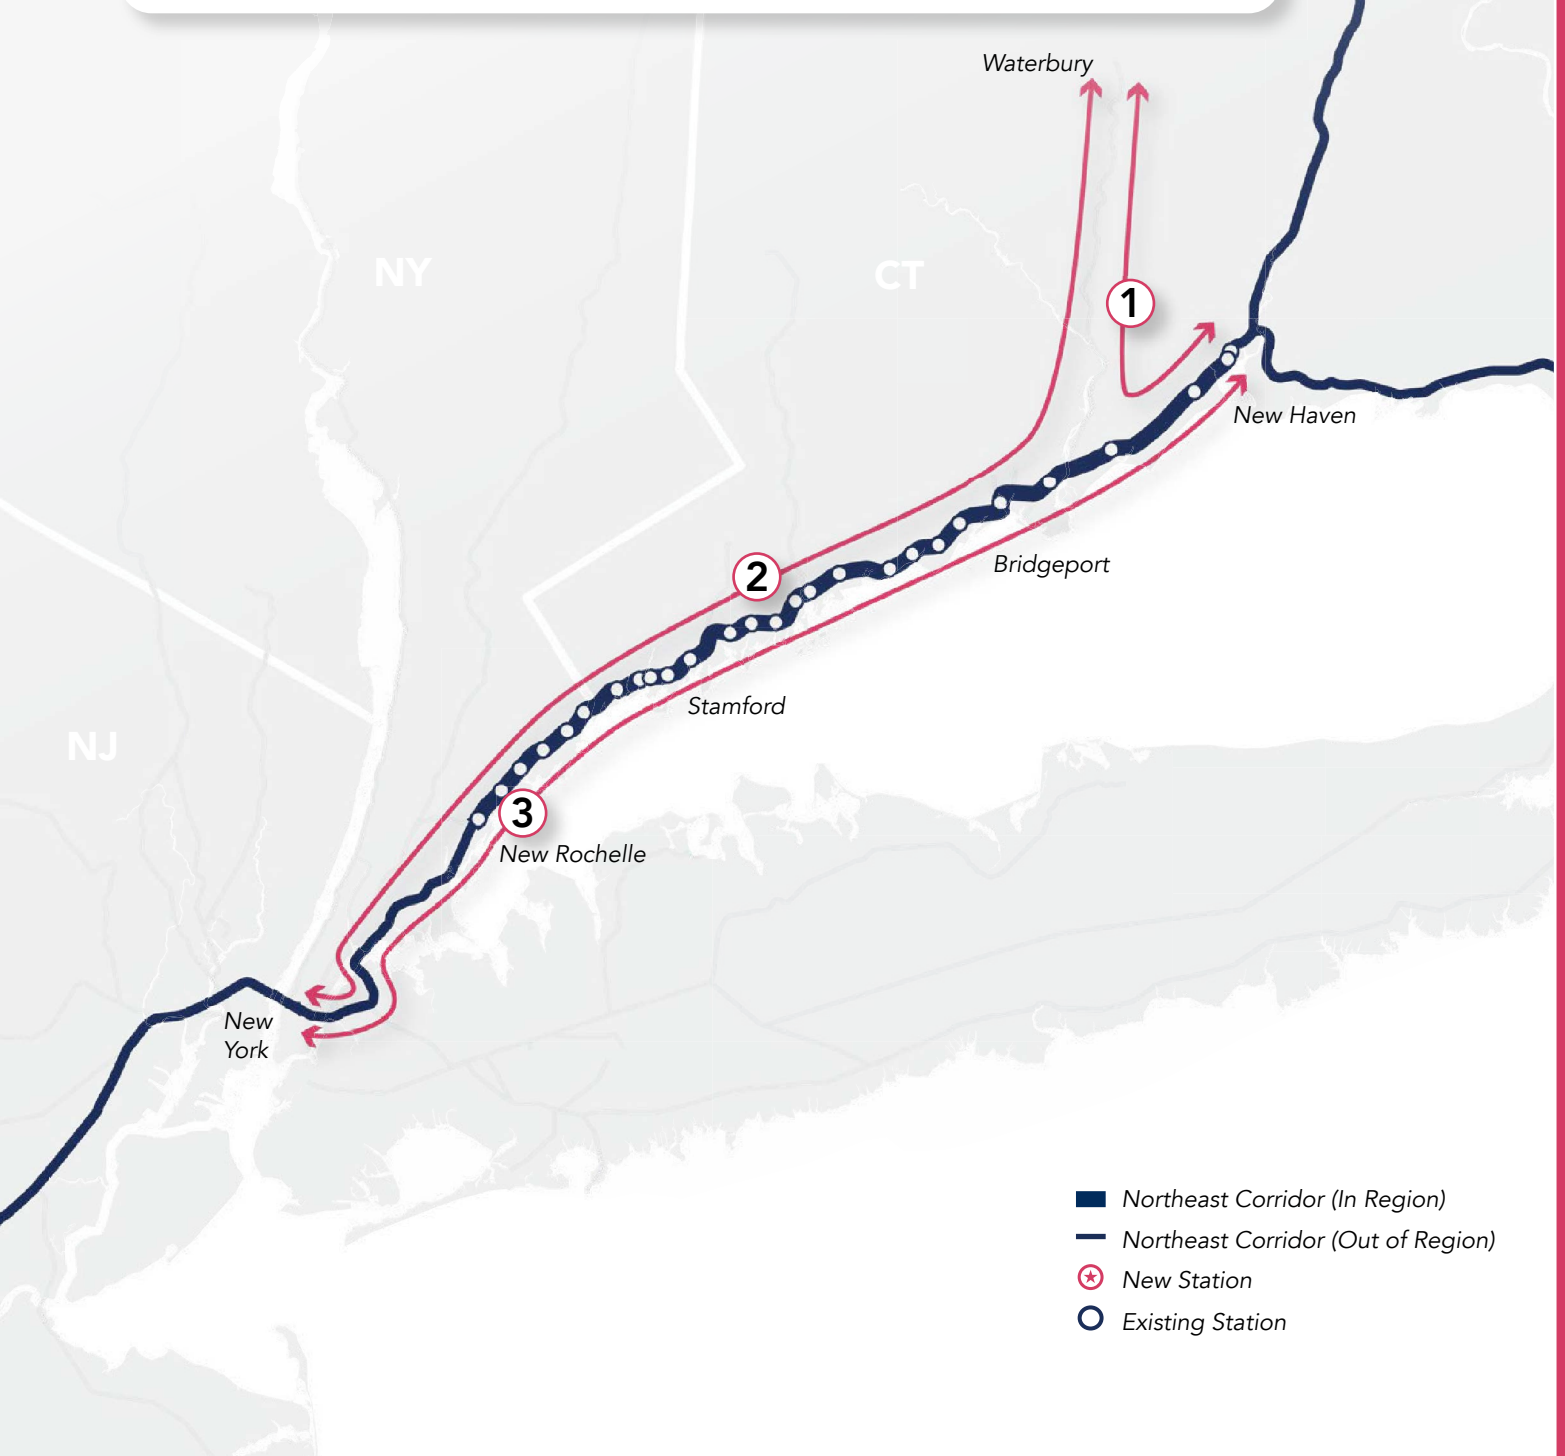 Waterbury
NY
CT
1
New Haven
2
Bridgeport
Stamford
NJ
3
New Rochelle
New
York
Northeast Corridor (In Region)
Northeast Corridor (Out of Region)
New Station
Existing Station